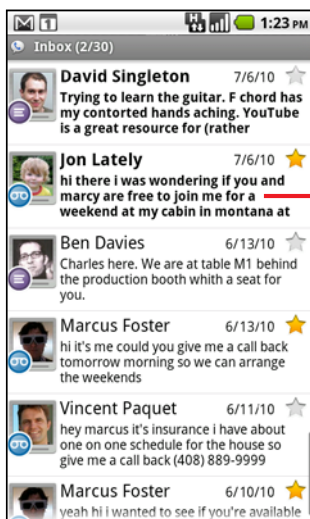 1 H 1:23 PM
Inbox (2/30)
David Singleton 7/6/10
Trying to learn the guitar. F chord has
my contorted hands aching. YouTube
is a great resource for (rather
Jon Lately 7/6/10
hi there i was wondering if you and
marcy are free to join me for a
weekend at my cabin in montana at
Ben Davies 6/13/10
Charles here. We are at table M1 behind
the production booth whith a seat for
you.
Marcus Foster 6/13/10
hi it's me could you give me a call back
tomorrow morning so we can arrange
the weekends
Vincent Paquet 6/11/10
hey marcus it's insurance i have about
one on one schedule for the house so
give me a call back (408) 889-9999
Marcus Foster 6/10/10
yeah hi i wanted to see if you're available